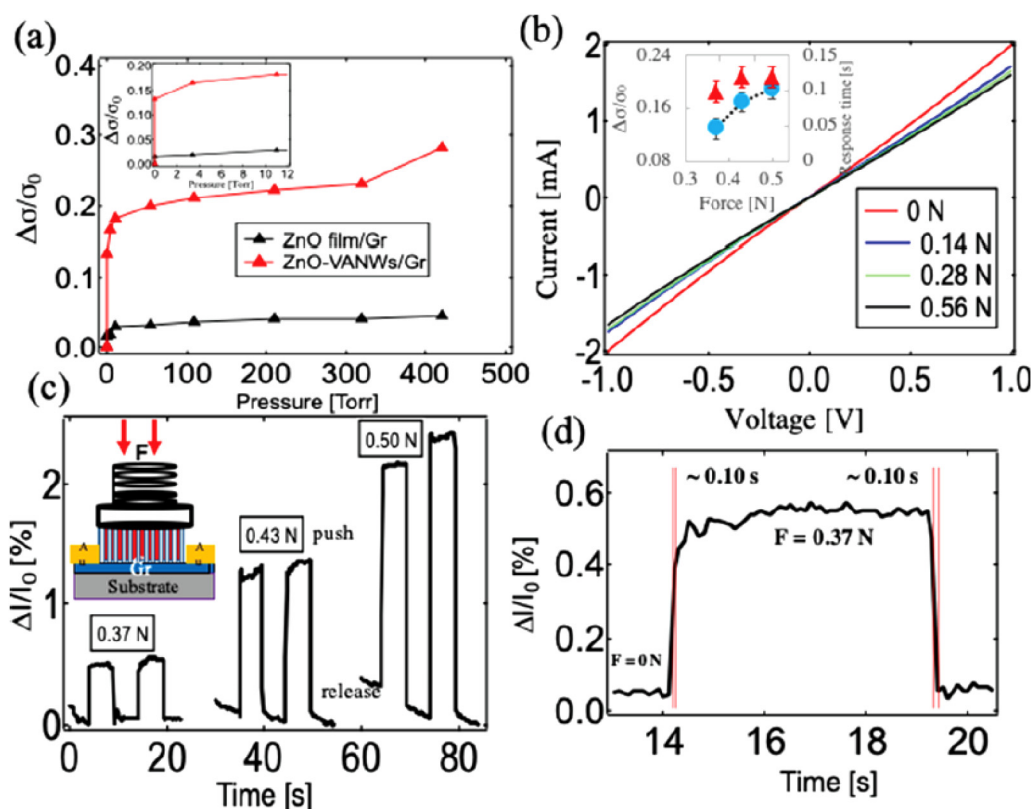 (a)
0.4
0.3
0.2
0.1
0.0
Δσ/σ₀
0.20
0.15
0.10
0.05
0.00
Δσ/σ₀
0 2 4 6 8 10 12
Pressure [Torr]
ZnO film/Gr
ZnO-VANWs/Gr
0 100 200 300 400 500
Pressure [Torr]
(b)
2
1
0
-1
-2
Current [mA]
0.24
0.16
0.08
Δσ/σ₀
0.15
0.10
0.05
0
response time [s]
0.3 0.4 0.5
Force [N]
0 N
0.14 N
0.28 N
0.56 N
-1.0 -0.5 0.0 0.5 1.0
Voltage [V]
(c)
2
1
0
ΔI/I₀ [%]
F
A
u
A
u
Gr
Substrate
0.37 N
0.43 N
push
0.50 N
release
0 20 40 60 80
Time [s]
(d)
0.6
0.4
0.2
0.0
ΔI/I₀ [%]
~ 0.10 s
~ 0.10 s
F = 0.37 N
F = 0 N
14 16 18 20
Time [s]